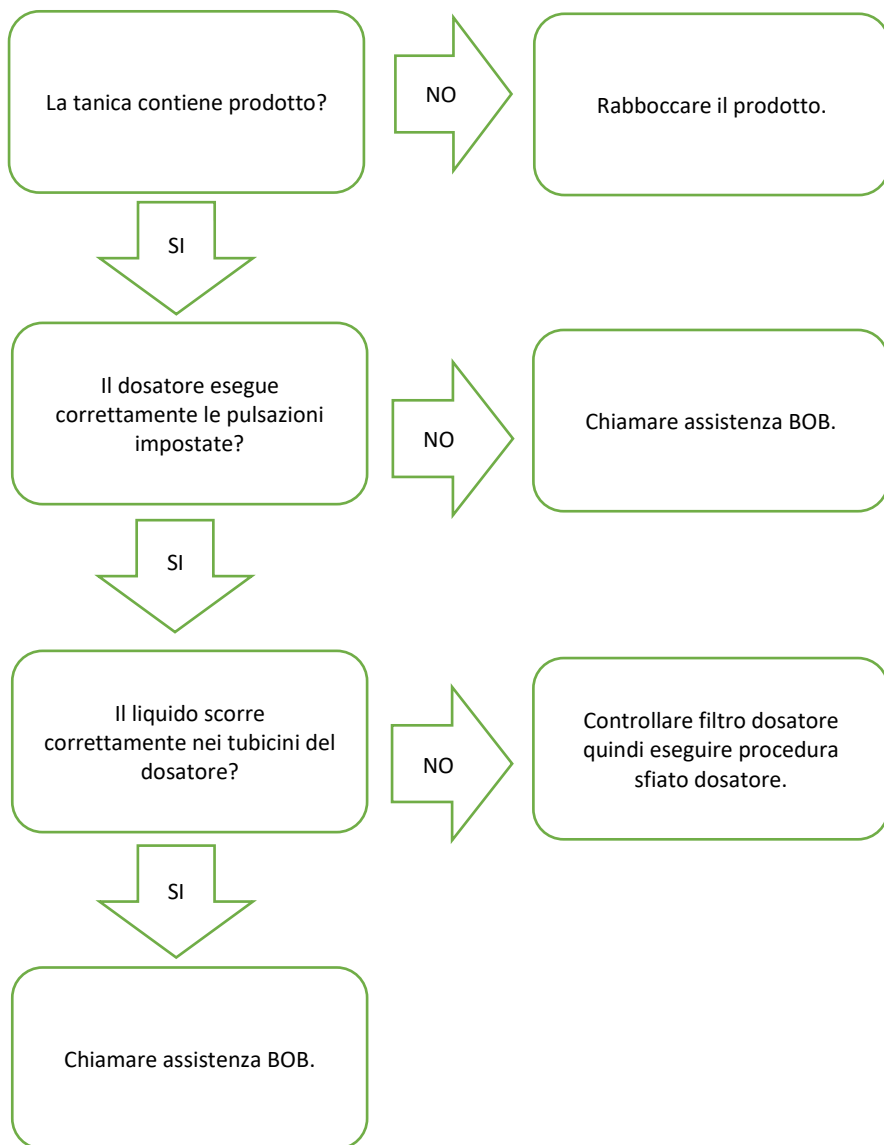 La tanica contiene prodotto?
NO
Rabboccare il prodotto.
SI
Il dosatore esegue
correttamente le pulsazioni
impostate?
NO
Chiamare assistenza BOB.
SI
Il liquido scorre
correttamente nei tubicini del
dosatore?
NO
Controllare filtro dosatore
quindi eseguire procedura
sfiato dosatore.
SI
Chiamare assistenza BOB.